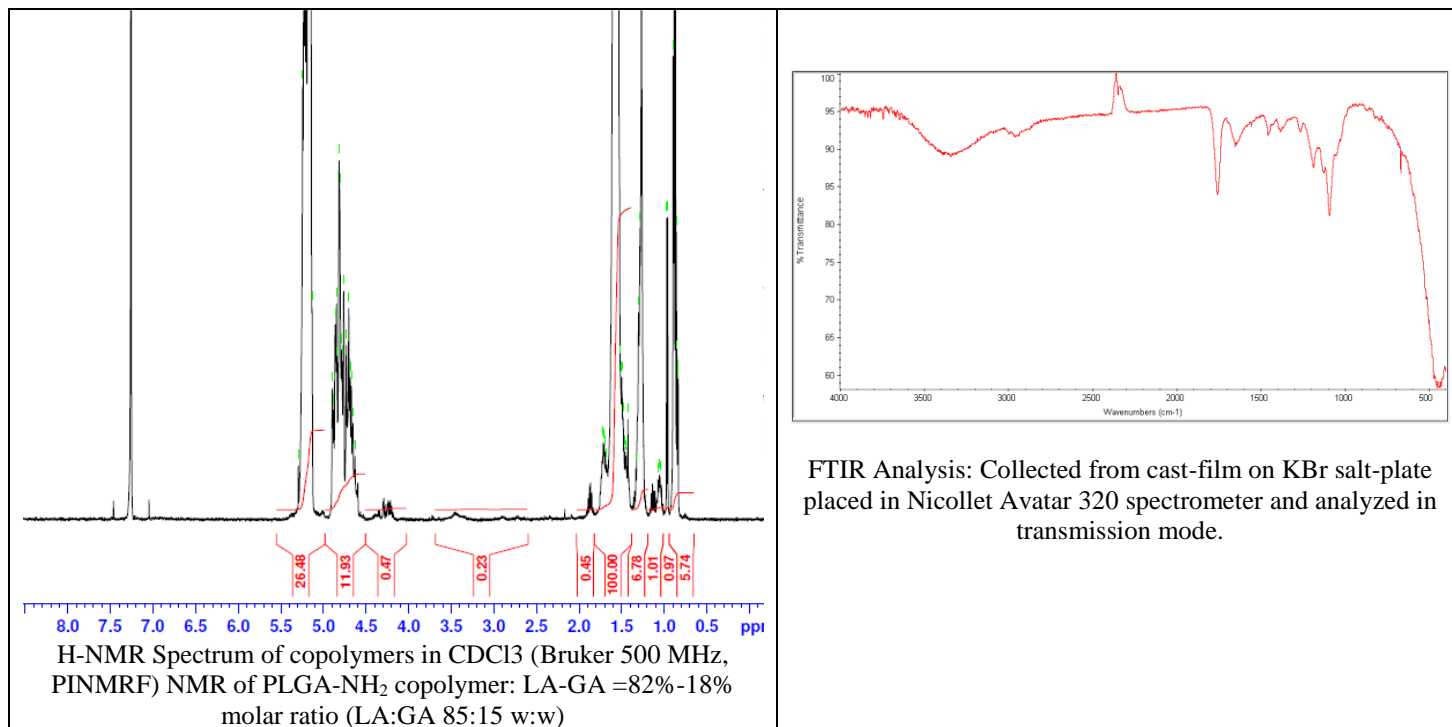 26.48
11.93
0.47
0.23
0.45
100.00
6.78
1.01
0.97
5.74
8.0 7.5 7.0 6.5 6.0 5.5 5.0 4.5 4.0 3.5 3.0 2.5 2.0 1.5 1.0 0.5 ppı
H-NMR Spectrum of copolymers in CDCl3 (Bruker 500 MHz,
PINMRF) NMR of PLGA-NH₂ copolymer: LA-GA =82%-18%
molar ratio (LA:GA 85:15 w:w)
100
95
90
85
80
75
70
65
60
% Transmittance
4000 3500 3000 2500 2000 1500 1000 500
Wavenumbers (cm-1)
FTIR Analysis: Collected from cast-film on KBr salt-plate
placed in Nicollet Avatar 320 spectrometer and analyzed in
transmission mode.